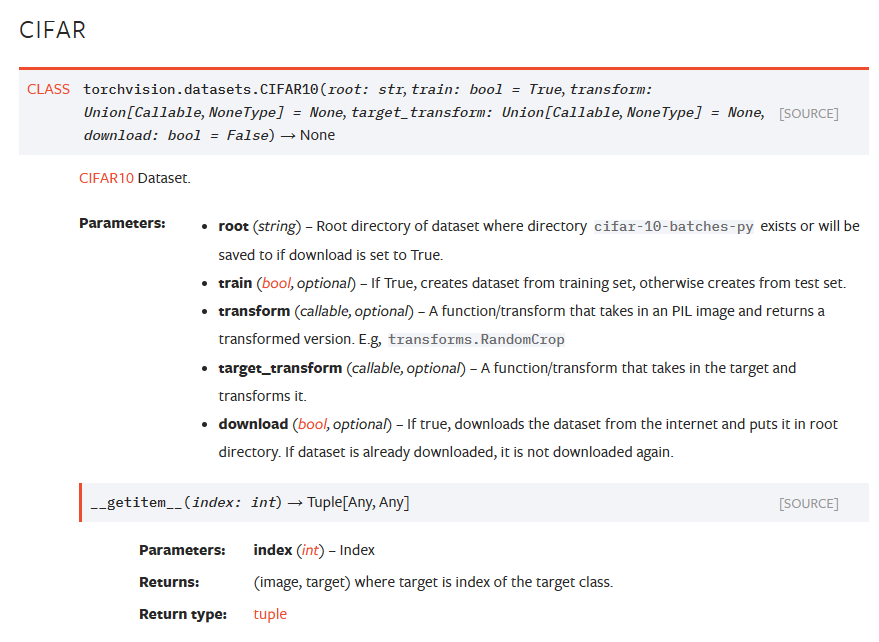 CIFAR
CLASS torchvision.datasets.CIFAR10(root: str, train: bool = True, transform:
Union[Callable, NoneType] = None, target_transform: Union[Callable, NoneType] = None,
download: bool = False) → None
[SOURCE]
CIFAR10 Dataset.
Parameters:
• root (string) – Root directory of dataset where directory cifar-10-batches-py exists or will be
saved to if download is set to True.
• train (bool, optional) – If True, creates dataset from training set, otherwise creates from test set.
• transform (callable, optional) – A function/transform that takes in an PIL image and returns a
transformed version. E.g, transforms.RandomCrop
• target_transform (callable, optional) – A function/transform that takes in the target and
transforms it.
• download (bool, optional) – If true, downloads the dataset from the internet and puts it in root
directory. If dataset is already downloaded, it is not downloaded again.
__getitem__(index: int) → Tuple[Any, Any] [SOURCE]
Parameters: index (int) – Index
Returns: (image, target) where target is index of the target class.
Return type: tuple